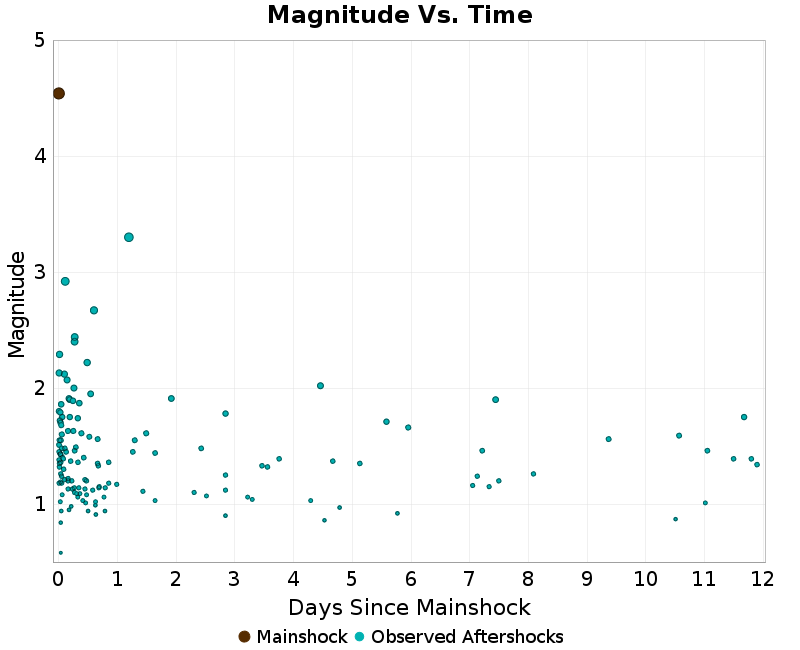 Magnitude Vs. Time
5
4
3
2
1
Magnitude
0 1 2 3 4 5 6 7 8 9 10 11 12
Days Since Mainshock
Mainshock Observed Aftershocks